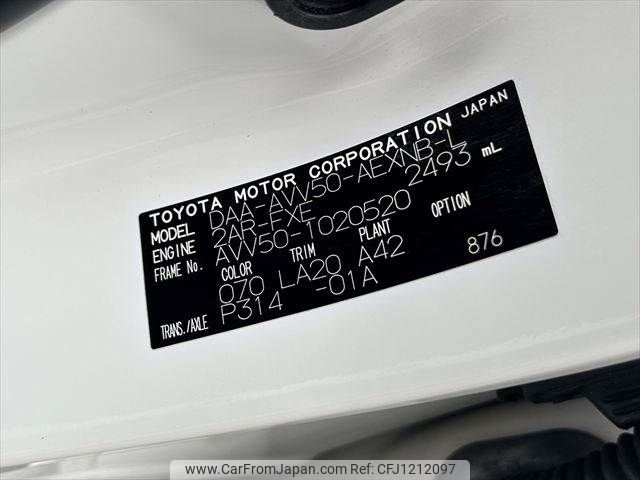 TOYOTA MOTOR CORPORATION JAPAN
MODEL DAA-AVV50-AEXNB-L
ENGINE 2AR-FXE 2493 mL
FRAME No. AVV50-1020520
COLOR TRIM PLANT OPTION
070 LA20 A42 876
TRANS./AXLE P314 -01A
www.CarFromJapan.com | REF No. CFJ1212097